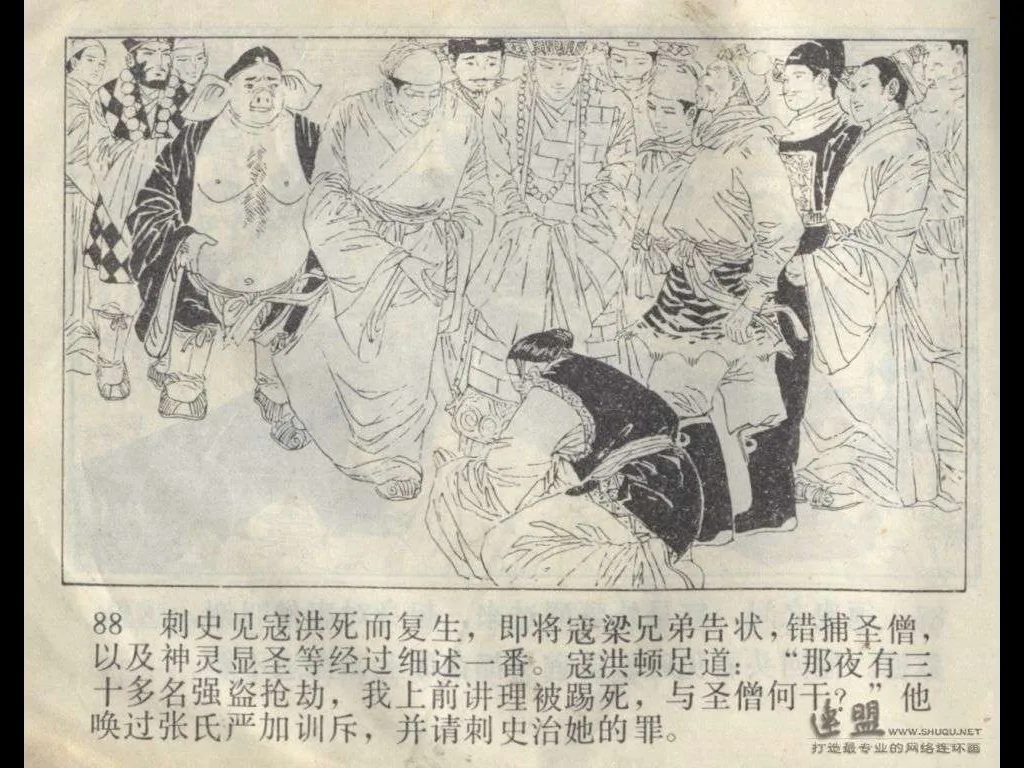 88 刺史见寇洪死而复生，即将寇梁兄弟告状，错捕圣僧，
以及神灵显圣等经过细述一番。寇洪顿足道：“那夜有三
十多名强盗抢劫，我上前讲理被踢死，与圣僧何干？”他
唤过张氏严加训斥，并请刺史治她的罪。
连盟 WWW.SHUQU.NET
打造最专业的网络连环画